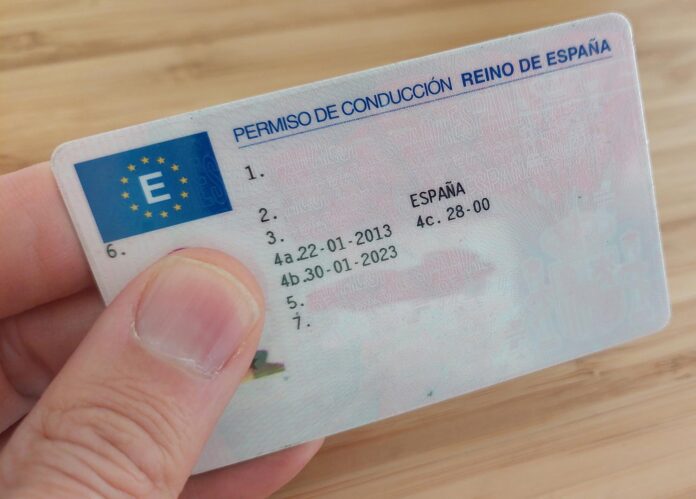 PERMISO DE CONDUCCIÓN REINO DE ESPAÑA
E
1.
2.
3. ESPAÑA
4a.22-01-2013 4c. 28-00
4b.30-01-2023
5.
6.
7.